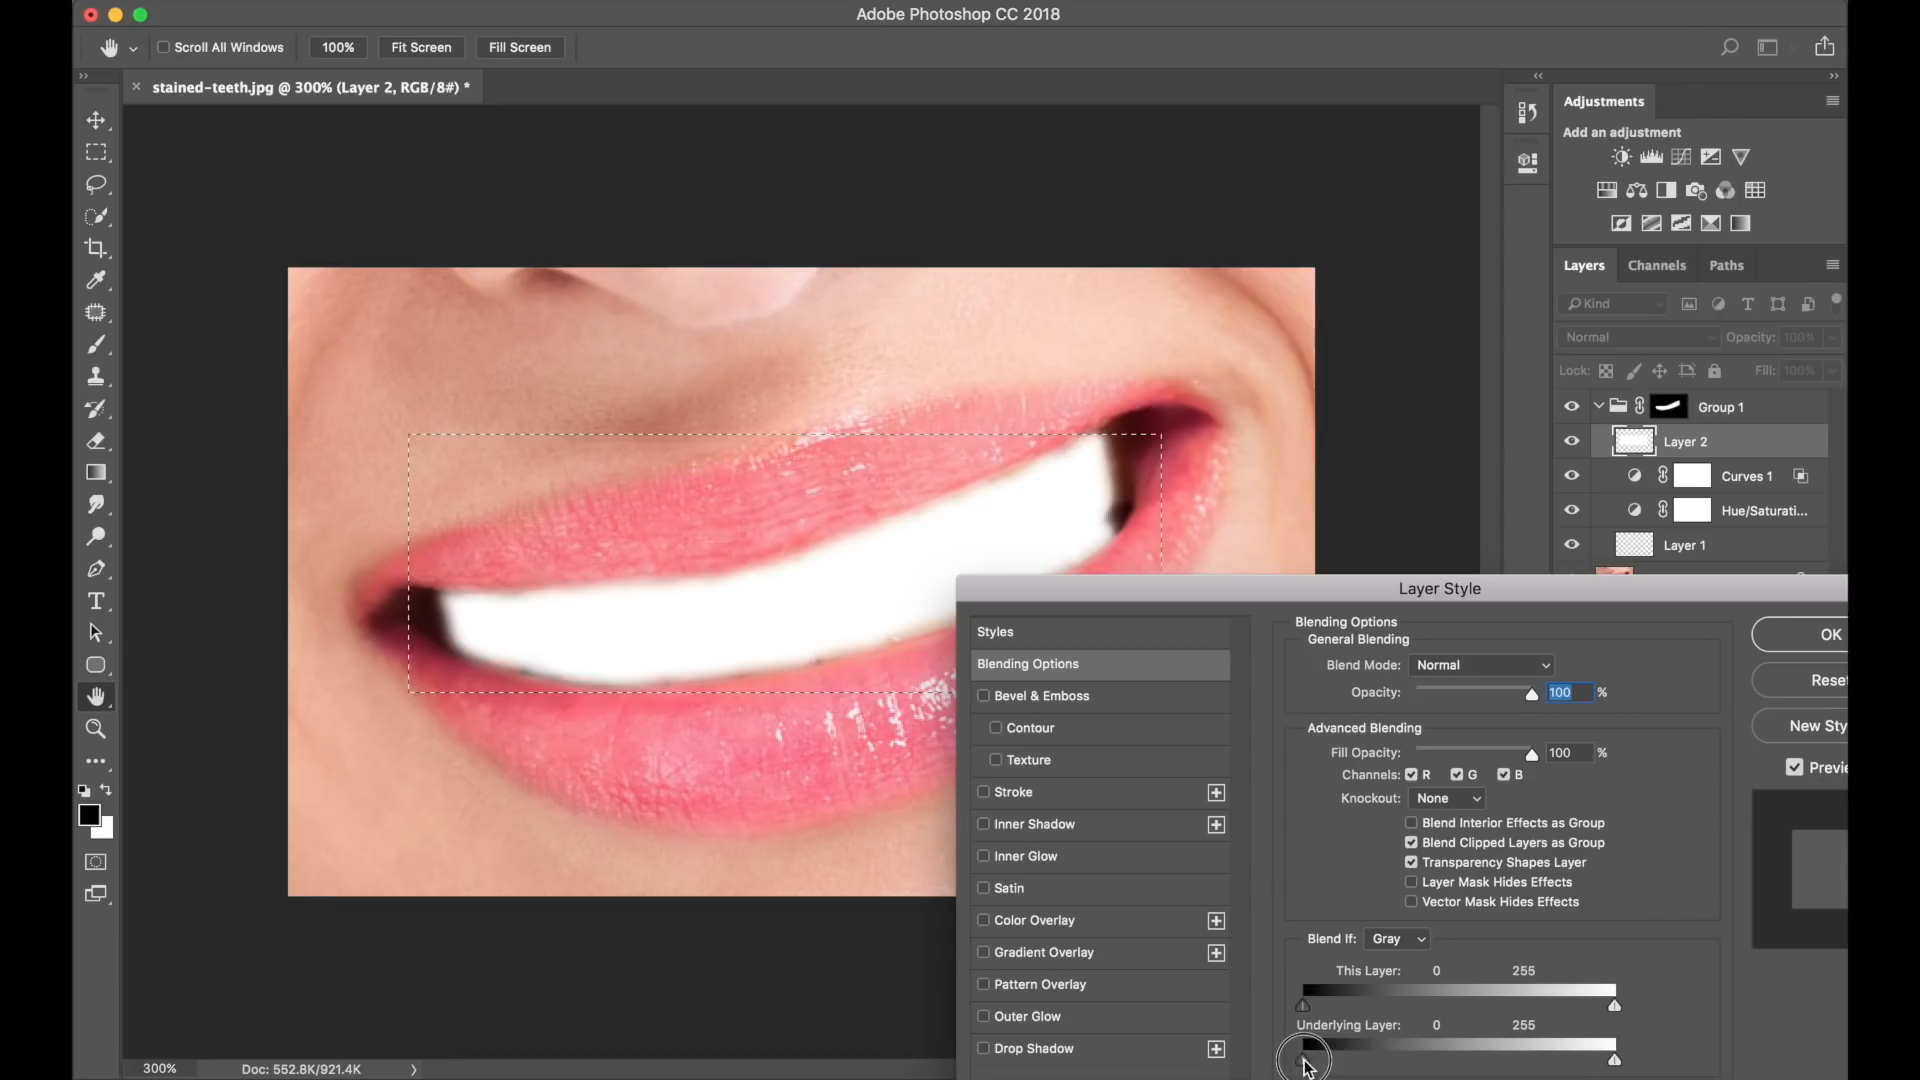 Adobe Photoshop CC 2018
Scroll All Windows 100% Fit Screen Fill Screen
stained-teeth.jpg @ 300% (Layer 2, RGB/8#) *
Adjustments
Add an adjustment
Layers Channels Paths
Kind
Normal Opacity: 100%
Lock: Fill: 100%
Group 1
Layer 2
Curves 1
Hue/Saturati...
Layer 1
Layer Style
Styles
Blending Options
Bevel & Emboss
Contour
Texture
Stroke
Inner Shadow
Inner Glow
Satin
Color Overlay
Gradient Overlay
Pattern Overlay
Outer Glow
Drop Shadow
Blending Options
General Blending
Blend Mode: Normal
Opacity: 100 %
Advanced Blending
Fill Opacity: 100 %
Channels: R G B
Knockout: None
Blend Interior Effects as Group
Blend Clipped Layers as Group
Transparency Shapes Layer
Layer Mask Hides Effects
Vector Mask Hides Effects
Blend If: Gray
This Layer: 0 255
Underlying Layer: 0 255
OK
Reset
New Sty
Previe
300% Doc: 552.8K/921.4K